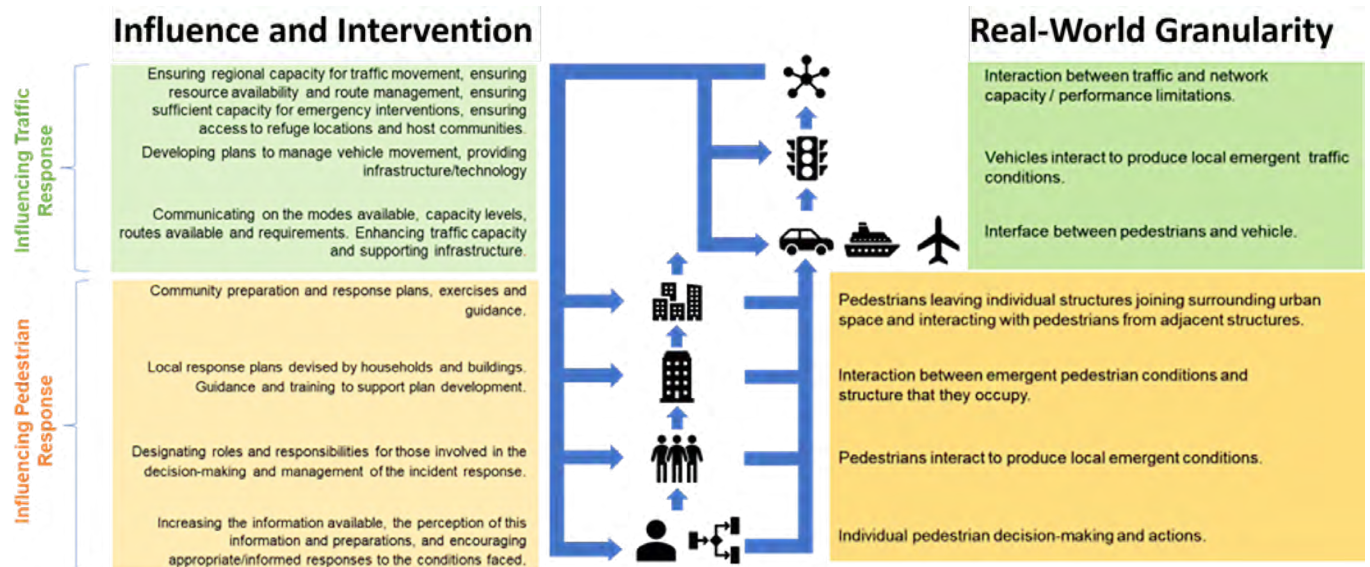 Influence and Intervention
Real-World Granularity
Influencing Traffic
Response
Ensuring regional capacity for traffic movement, ensuring
resource availability and route management, ensuring
sufficient capacity for emergency interventions, ensuring
access to refuge locations and host communities.
Developing plans to manage vehicle movement, providing
infrastructure/technology
Communicating on the modes available, capacity levels,
routes available and requirements. Enhancing traffic capacity
and supporting infrastructure.
Interaction between traffic and network
capacity / performance limitations.
Vehicles interact to produce local emergent traffic
conditions.
Interface between pedestrians and vehicle.
Influencing Pedestrian
Response
Community preparation and response plans, exercises and
guidance.
Local response plans devised by households and buildings.
Guidance and training to support plan development.
Designating roles and responsibilities for those involved in the
decision-making and management of the incident response.
Increasing the information available, the perception of this
information and preparations, and encouraging
appropriate/informed responses to the conditions faced.
Pedestrians leaving individual structures joining surrounding urban
space and interacting with pedestrians from adjacent structures.
Interaction between emergent pedestrian conditions and
structure that they occupy.
Pedestrians interact to produce local emergent conditions.
Individual pedestrian decision-making and actions.